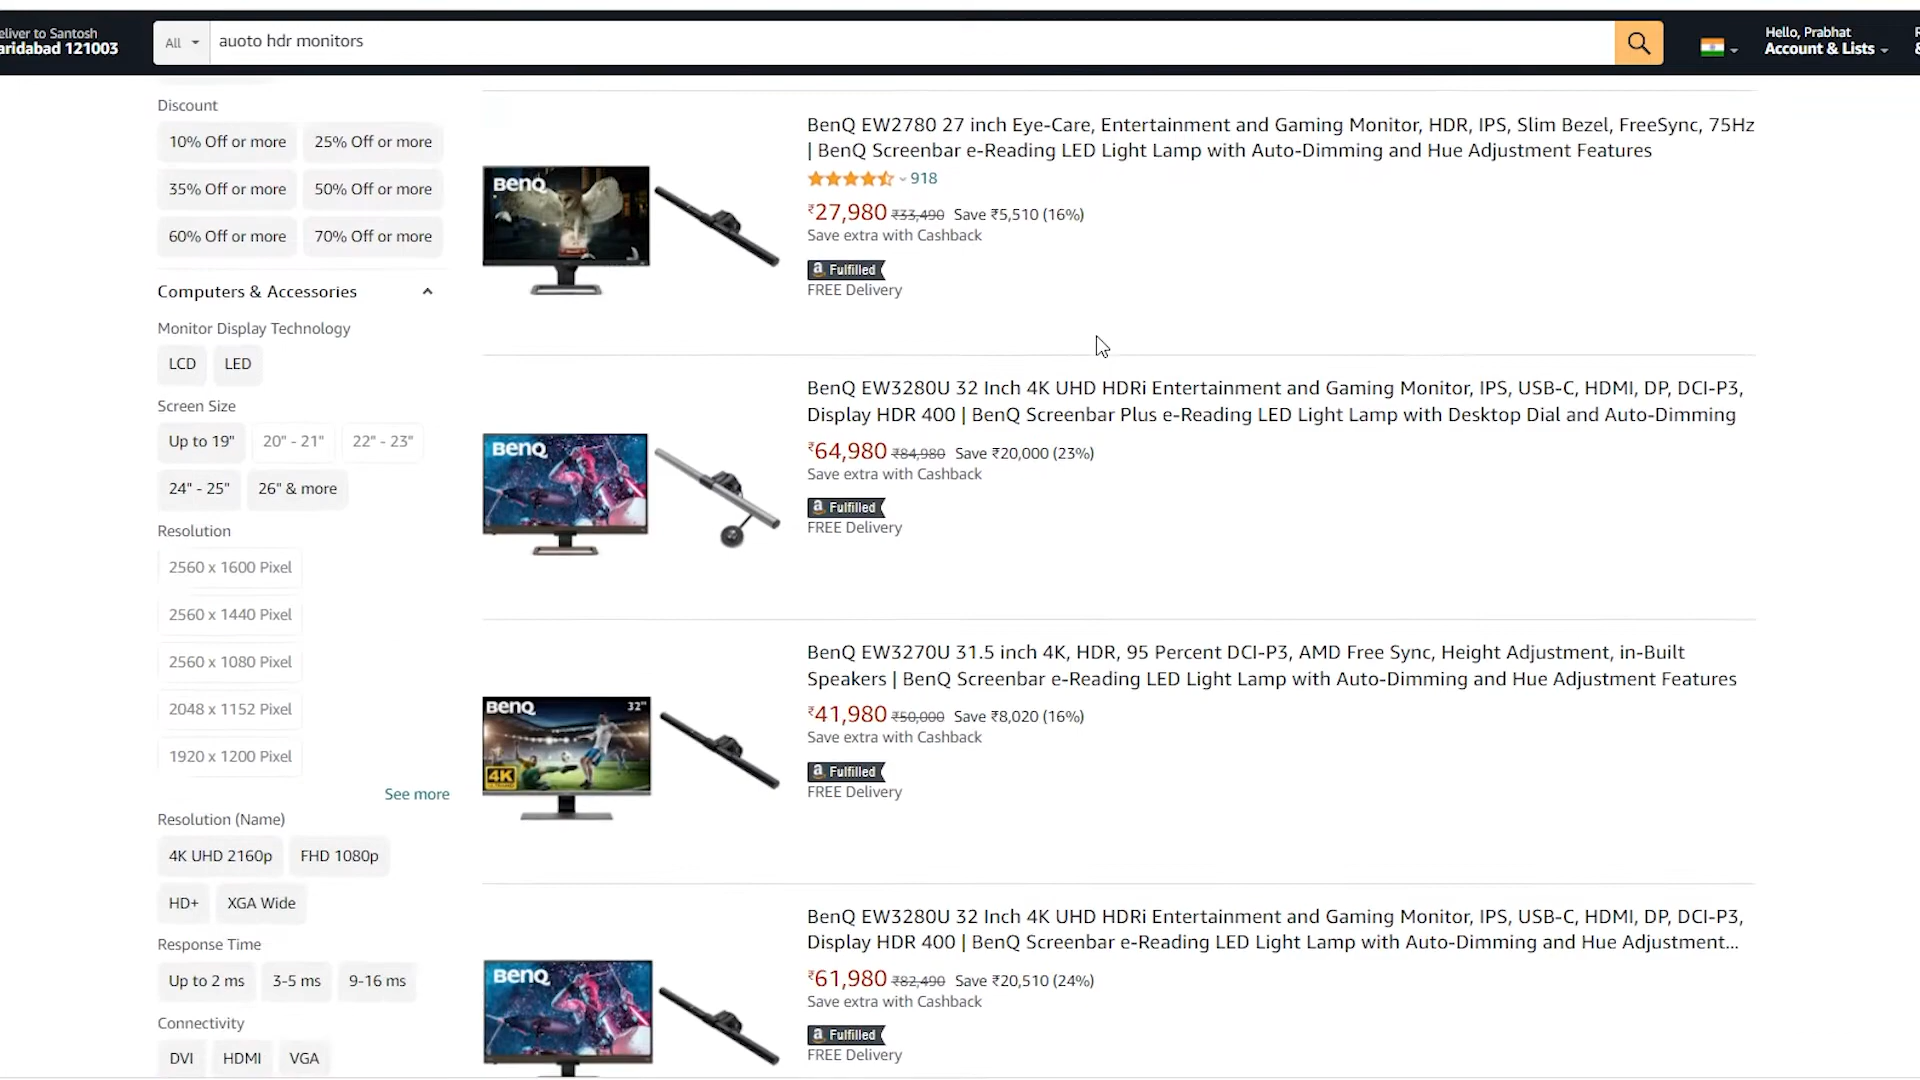 eliver to Santosh
aridabad 121003
All
auoto hdr monitors
Hello, Prabhat
Account & Lists
Discount
10% Off or more
25% Off or more
35% Off or more
50% Off or more
60% Off or more
70% Off or more
Computers & Accessories
Monitor Display Technology
LCD
LED
Screen Size
Up to 19"
20" - 21"
22" - 23"
24" - 25"
26" & more
Resolution
2560 x 1600 Pixel
2560 x 1440 Pixel
2560 x 1080 Pixel
2048 x 1152 Pixel
1920 x 1200 Pixel
See more
Resolution (Name)
4K UHD 2160p
FHD 1080p
HD+
XGA Wide
Response Time
Up to 2 ms
3-5 ms
9-16 ms
Connectivity
DVI
HDMI
VGA
BenQ
BenQ EW2780 27 inch Eye-Care, Entertainment and Gaming Monitor, HDR, IPS, Slim Bezel, FreeSync, 75Hz
| BenQ Screenbar e-Reading LED Light Lamp with Auto-Dimming and Hue Adjustment Features
918
₹27,980 ₹33,490 Save ₹5,510 (16%)
Save extra with Cashback
a Fulfilled
FREE Delivery
BenQ
BenQ EW3280U 32 Inch 4K UHD HDRi Entertainment and Gaming Monitor, IPS, USB-C, HDMI, DP, DCI-P3,
Display HDR 400 | BenQ Screenbar Plus e-Reading LED Light Lamp with Desktop Dial and Auto-Dimming
₹64,980 ₹84,980 Save ₹20,000 (23%)
Save extra with Cashback
a Fulfilled
FREE Delivery
BenQ
32"
4K
BenQ EW3270U 31.5 inch 4K, HDR, 95 Percent DCI-P3, AMD Free Sync, Height Adjustment, in-Built
Speakers | BenQ Screenbar e-Reading LED Light Lamp with Auto-Dimming and Hue Adjustment Features
₹41,980 ₹50,000 Save ₹8,020 (16%)
Save extra with Cashback
a Fulfilled
FREE Delivery
BenQ
BenQ EW3280U 32 Inch 4K UHD HDRi Entertainment and Gaming Monitor, IPS, USB-C, HDMI, DP, DCI-P3,
Display HDR 400 | BenQ Screenbar e-Reading LED Light Lamp with Auto-Dimming and Hue Adjustment...
₹61,980 ₹82,490 Save ₹20,510 (24%)
Save extra with Cashback
a Fulfilled
FREE Delivery